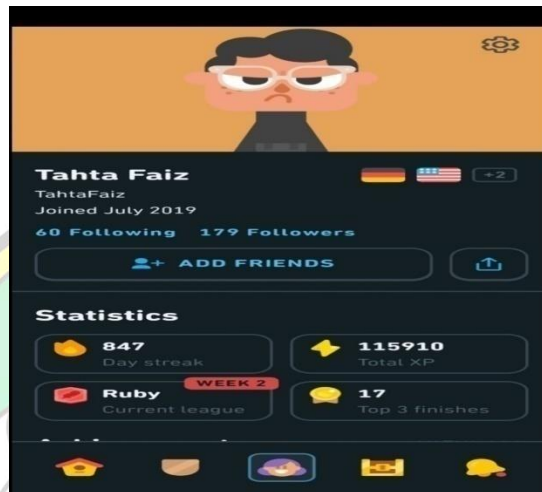 Tahta Faiz
+2
TahtaFaiz
Joined July 2019
60 Following 179 Followers
ADD FRIENDS
Statistics
847
Day streak
115910
Total XP
WEEK 2
Ruby
Current league
17
Top 3 finishes